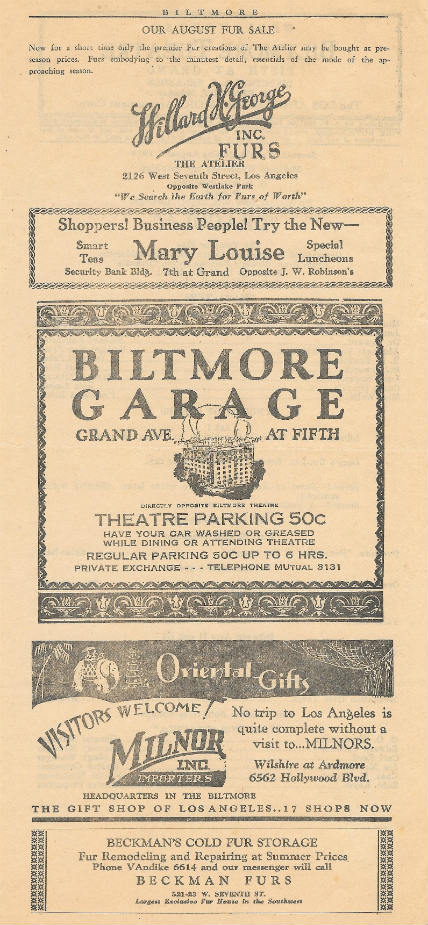 BILTMORE
OUR AUGUST FUR SALE
Now for a short time only the premier Fur creations of The Atelier may be bought at pre-
season prices. Furs embodying to the minutest detail, essentials of the mode of the ap-
proaching season.
Willard H. George
INC.
FURS
THE ATELIER
2126 West Seventh Street, Los Angeles
Opposite Westlake Park
"We Search the Earth for Furs of Worth"
Shoppers! Business People! Try the New—
Smart Teas
Mary Louise
Special Luncheons
Security Bank Bldg. 7th at Grand Opposite J. W. Robinson's
BILTMORE
GARAGE
GRAND AVE. AT FIFTH
DIRECTLY OPPOSITE BILTMORE THEATRE
THEATRE PARKING 50c
HAVE YOUR CAR WASHED OR GREASED
WHILE DINING OR ATTENDING THEATRE
REGULAR PARKING 50C UP TO 6 HRS.
PRIVATE EXCHANGE - - - TELEPHONE MUTUAL 3131
Oriental Gifts
VISITORS WELCOME!
MILNOR
INC.
IMPORTERS
No trip to Los Angeles is
quite complete without a
visit to...MILNORS.
Wilshire at Ardmore
6562 Hollywood Blvd.
HEADQUARTERS IN THE BILTMORE
THE GIFT SHOP OF LOS ANGELES..17 SHOPS NOW
BECKMAN'S COLD FUR STORAGE
Fur Remodeling and Repairing at Summer Prices
Phone VAndike 6614 and our messenger will call
BECKMAN FURS
521-23 W. SEVENTH ST.
Largest Exclusive Fur House in the Southwest